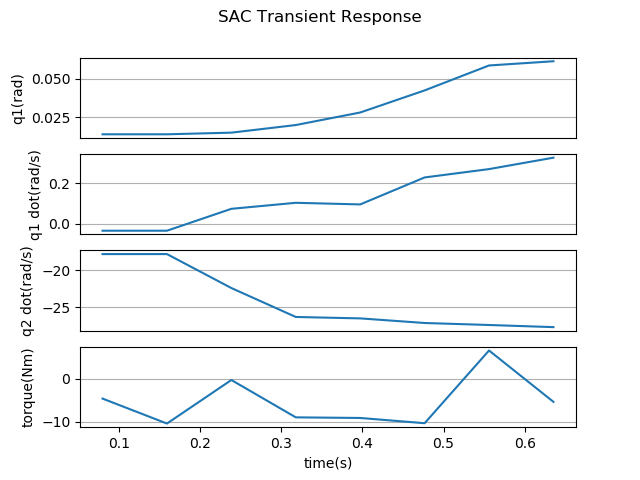 SAC Transient Response
q1(rad)
0.050
0.025
q1 dot(rad/s)
0.2
0.0
q2 dot(rad/s)
−20
−25
torque(Nm)
0
−10
0.1 0.2 0.3 0.4 0.5 0.6
time(s)